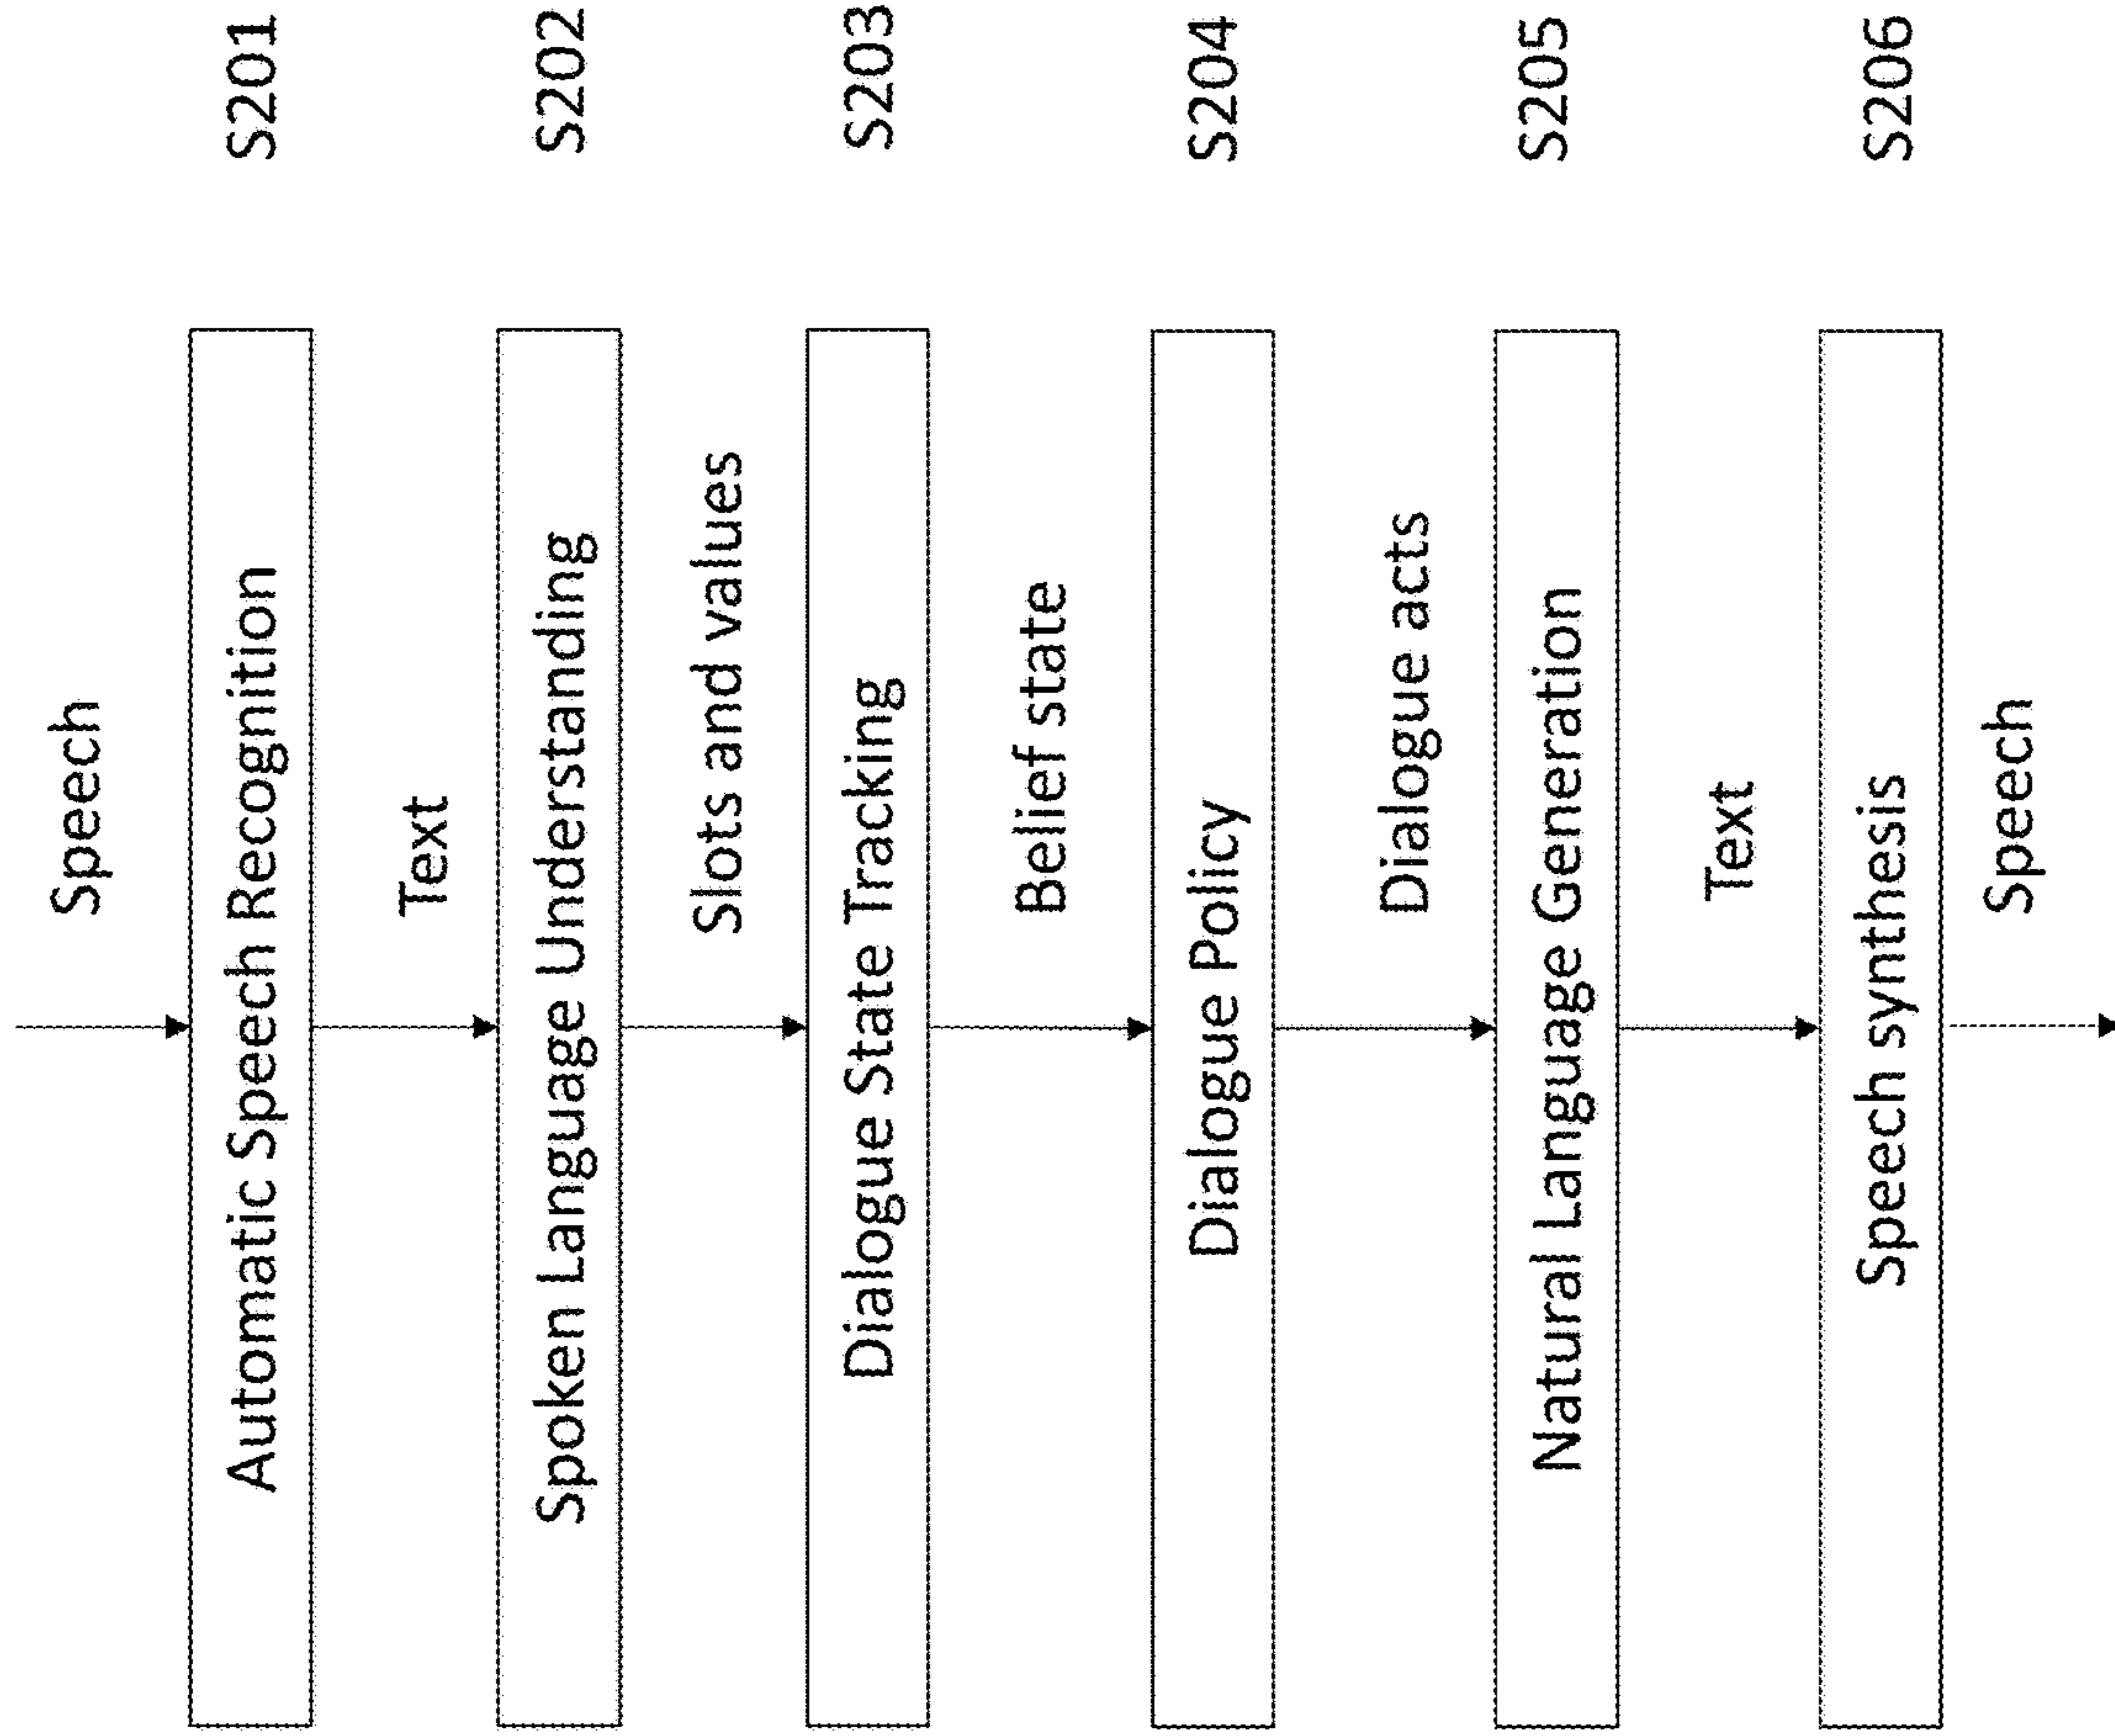 Speech
Automatic Speech Recognition S201
Text
Spoken Language Understanding S202
Slots and values
Dialogue State Tracking S203
Belief state
Dialogue Policy S204
Dialogue acts
Natural Language Generation S205
Text
Speech synthesis S206
Speech